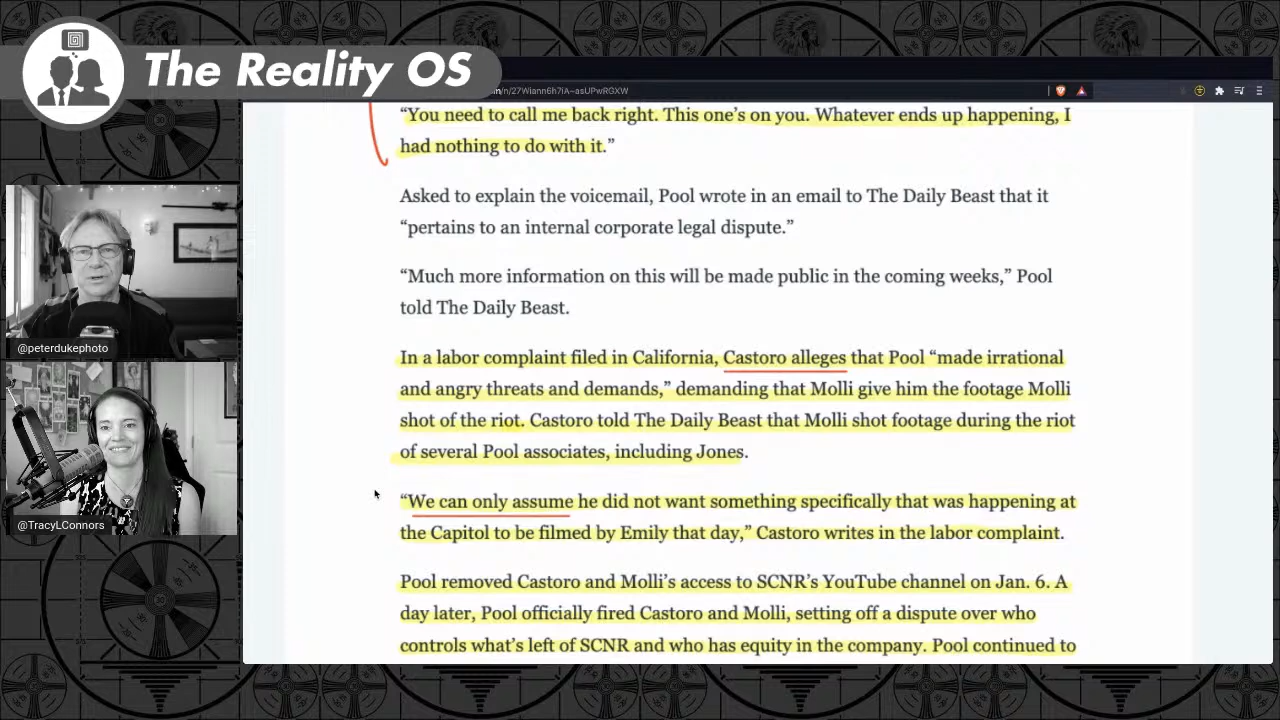 The Reality OS
n/27Wiann6h7iA-asUPwRGXW
“You need to call me back right. This one’s on you. Whatever ends up happening, I
had nothing to do with it.”
Asked to explain the voicemail, Pool wrote in an email to The Daily Beast that it
“pertains to an internal corporate legal dispute.”
“Much more information on this will be made public in the coming weeks,” Pool
told The Daily Beast.
In a labor complaint filed in California, Castoro alleges that Pool “made irrational
and angry threats and demands,” demanding that Molli give him the footage Molli
shot of the riot. Castoro told The Daily Beast that Molli shot footage during the riot
of several Pool associates, including Jones.
“We can only assume he did not want something specifically that was happening at
the Capitol to be filmed by Emily that day,” Castoro writes in the labor complaint.
Pool removed Castoro and Molli’s access to SCNR’s YouTube channel on Jan. 6. A
day later, Pool officially fired Castoro and Molli, setting off a dispute over who
controls what’s left of SCNR and who has equity in the company. Pool continued to
@peterdukephoto
@TracyLConnors